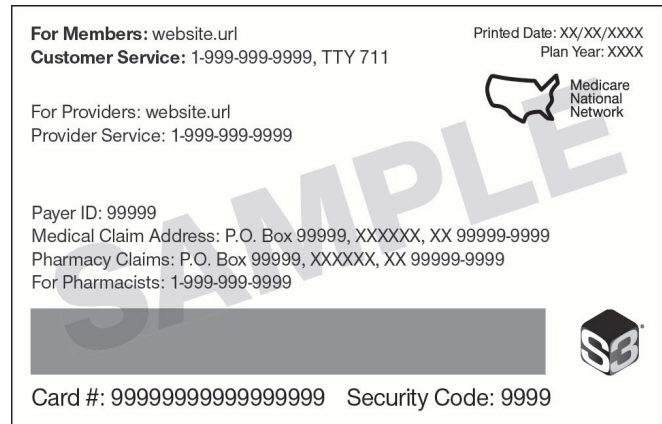 For Members: website.url
Customer Service: 1-999-999-9999, TTY 711
Printed Date: XX/XX/XXXX
Plan Year: XXXX
Medicare
National
Network
For Providers: website.url
Provider Service: 1-999-999-9999
SAMPLE
Payer ID: 99999
Medical Claim Address: P.O. Box 99999, XXXXXX, XX 99999-9999
Pharmacy Claims: P.O. Box 99999, XXXXXX, XX 99999-9999
For Pharmacists: 1-999-999-9999
S3
Card #: 99999999999999999 Security Code: 9999